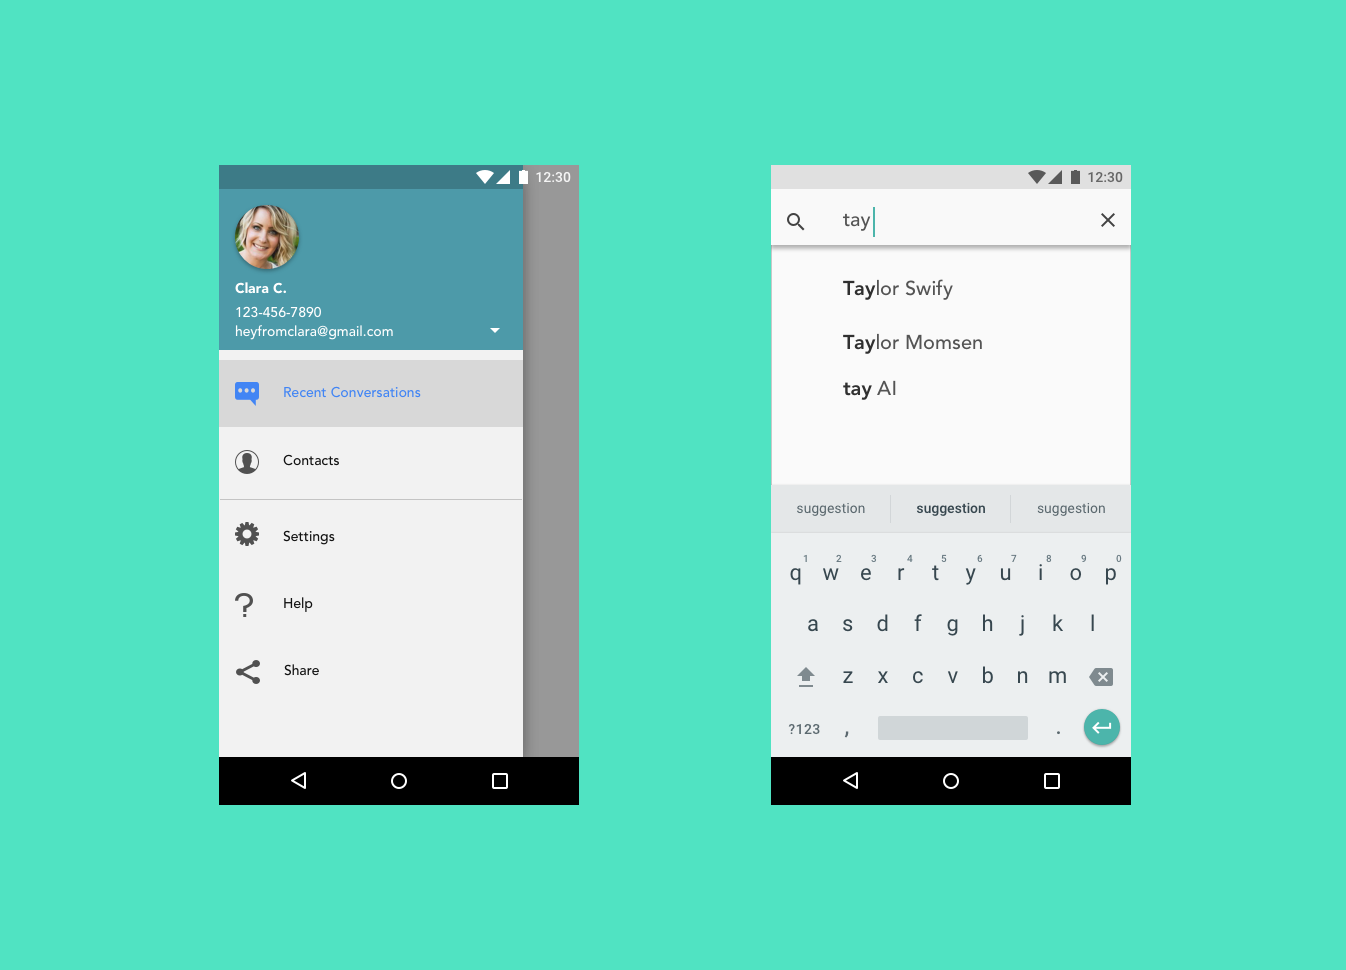 12:30
Clara C.
123-456-7890
heyfromclara@gmail.com
Recent Conversations
Contacts
Settings
Help
Share
12:30
tay
Taylor Swify
Taylor Momsen
tay AI
suggestion suggestion suggestion
1 2 3 4 5 6 7 8 9 0
q w e r t y u i o p
a s d f g h j k l
z x c v b n m
?123 , .